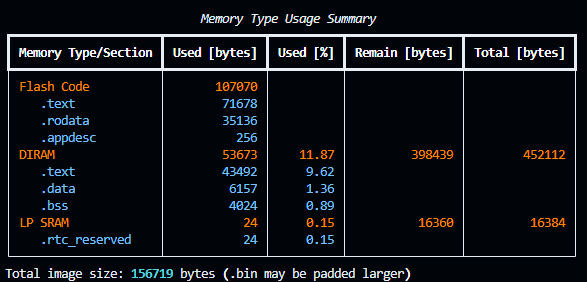 Memory Type Usage Summary
Memory Type/Section Used [bytes] Used [%] Remain [bytes] Total [bytes]
Flash Code 107070
.text 71678
.rodata 35136
.appdesc 256
DIRAM 53673 11.87 398439 452112
.text 43492 9.62
.data 6157 1.36
.bss 4024 0.89
LP SRAM 24 0.15 16360 16384
.rtc_reserved 24 0.15
Total image size: 156719 bytes (.bin may be padded larger)